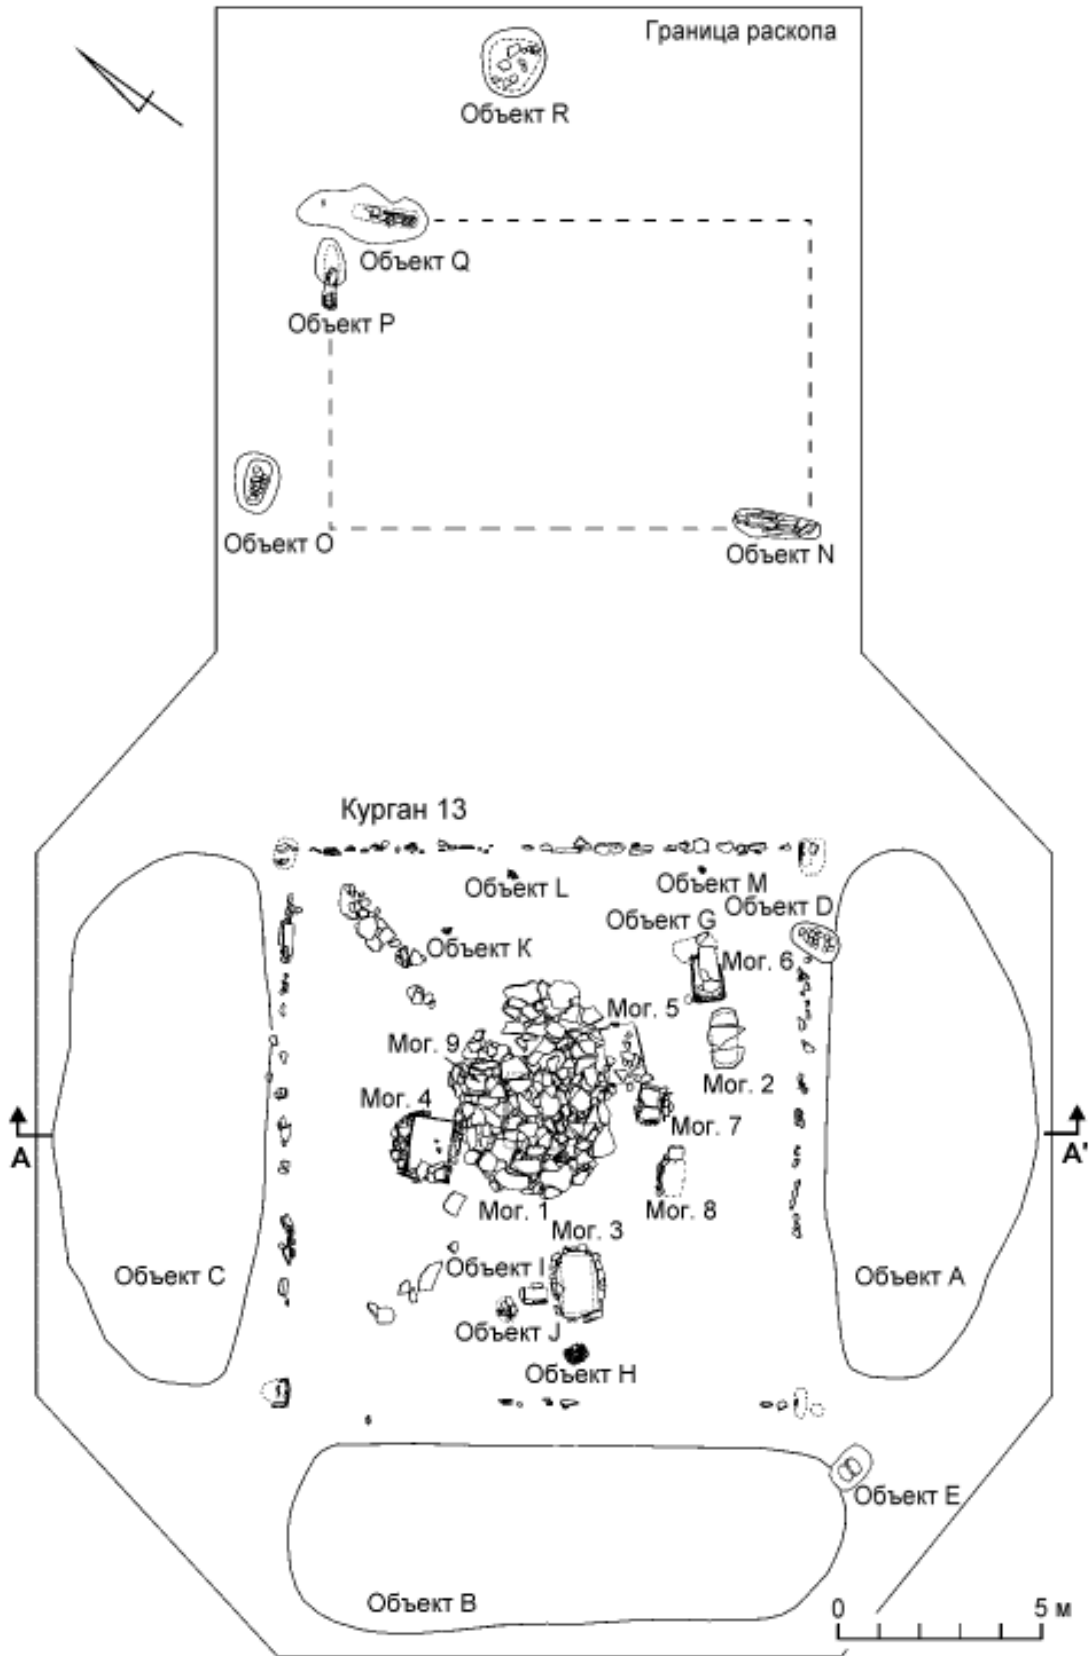 Граница раскопа
Объект R
Объект Q
Объект P
Объект O
Объект N
Курган 13
Объект L
Объект M
Объект D
Объект G
Объект K
Мог. 6
Мог. 5
Мог. 9
Мог. 2
Мог. 4
Мог. 7
A
A'
Мог. 1
Мог. 8
Мог. 3
Объект I
Объект C
Объект A
Объект J
Объект H
Объект E
Объект B
0
5 м